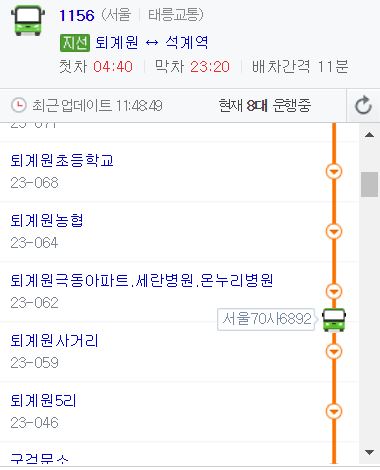 1156 (서울 | 태릉교통)
지선 퇴계원 ↔ 석계역
첫차 04:40 | 막차 23:20 | 배차간격 11분
최근업데이트 11:48:49 현재 8대 운행중
퇴계원초등학교
23-068
퇴계원농협
23-064
퇴계원극동아파트.세란병원.온누리병원
23-062
서울70사6892
퇴계원사거리
23-059
퇴계원5리
23-046